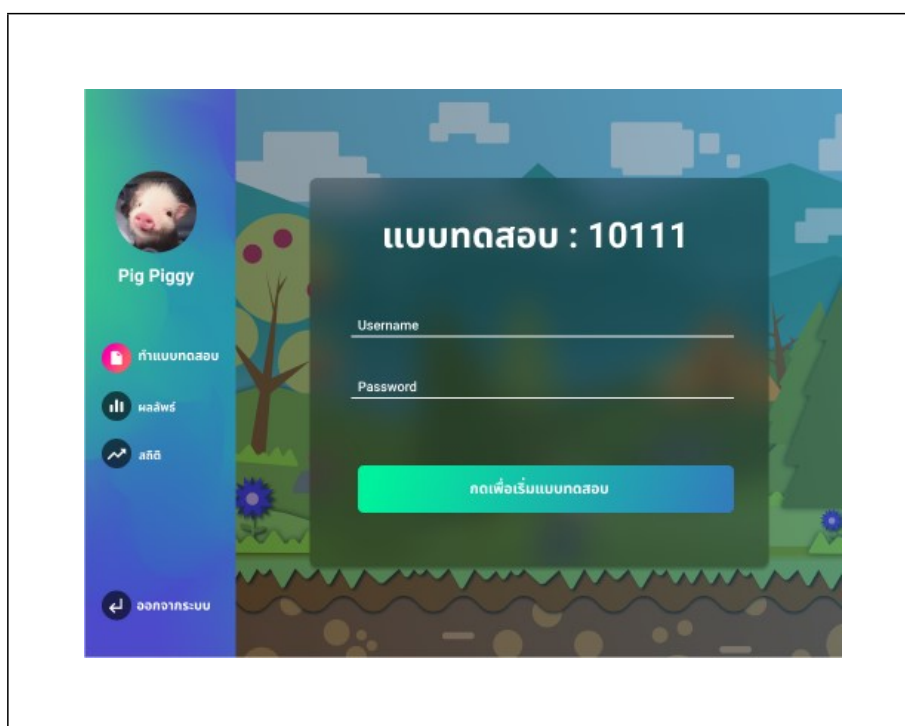 Pig Piggy
ทำแบบทดสอบ
ผลลัพธ์
สถิติ
ออกจากระบบ
แบบทดสอบ : 10111
Username
Password
กดเพื่อเริ่มแบบทดสอบ